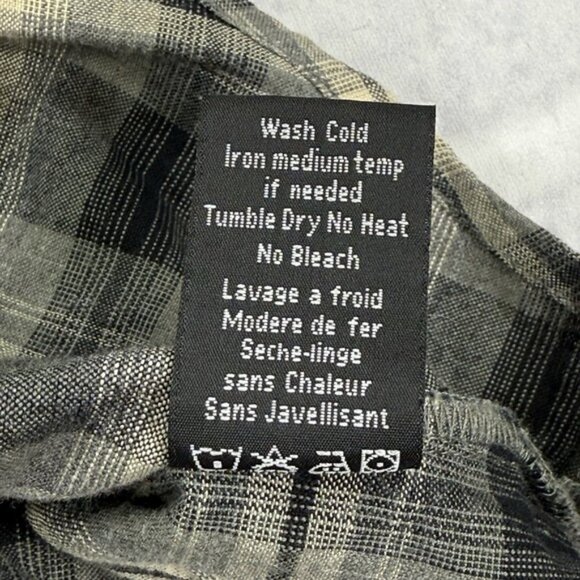 Wash Cold
Iron medium temp
if needed
Tumble Dry No Heat
No Bleach
Lavage a froid
Modere de fer
Seche-linge
sans Chaleur
Sans Javellisant